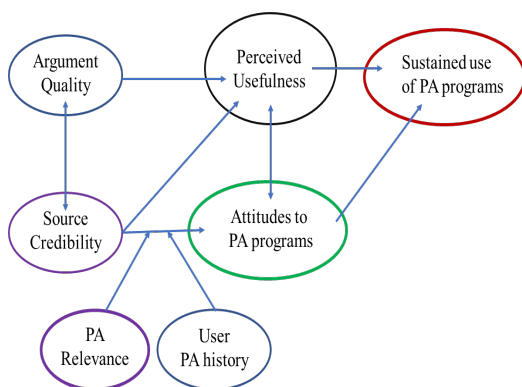 Argument
Quality
Perceived
Usefulness
Sustained use
of PA programs
Source
Credibility
Attitudes to
PA programs
PA
Relevance
User
PA history